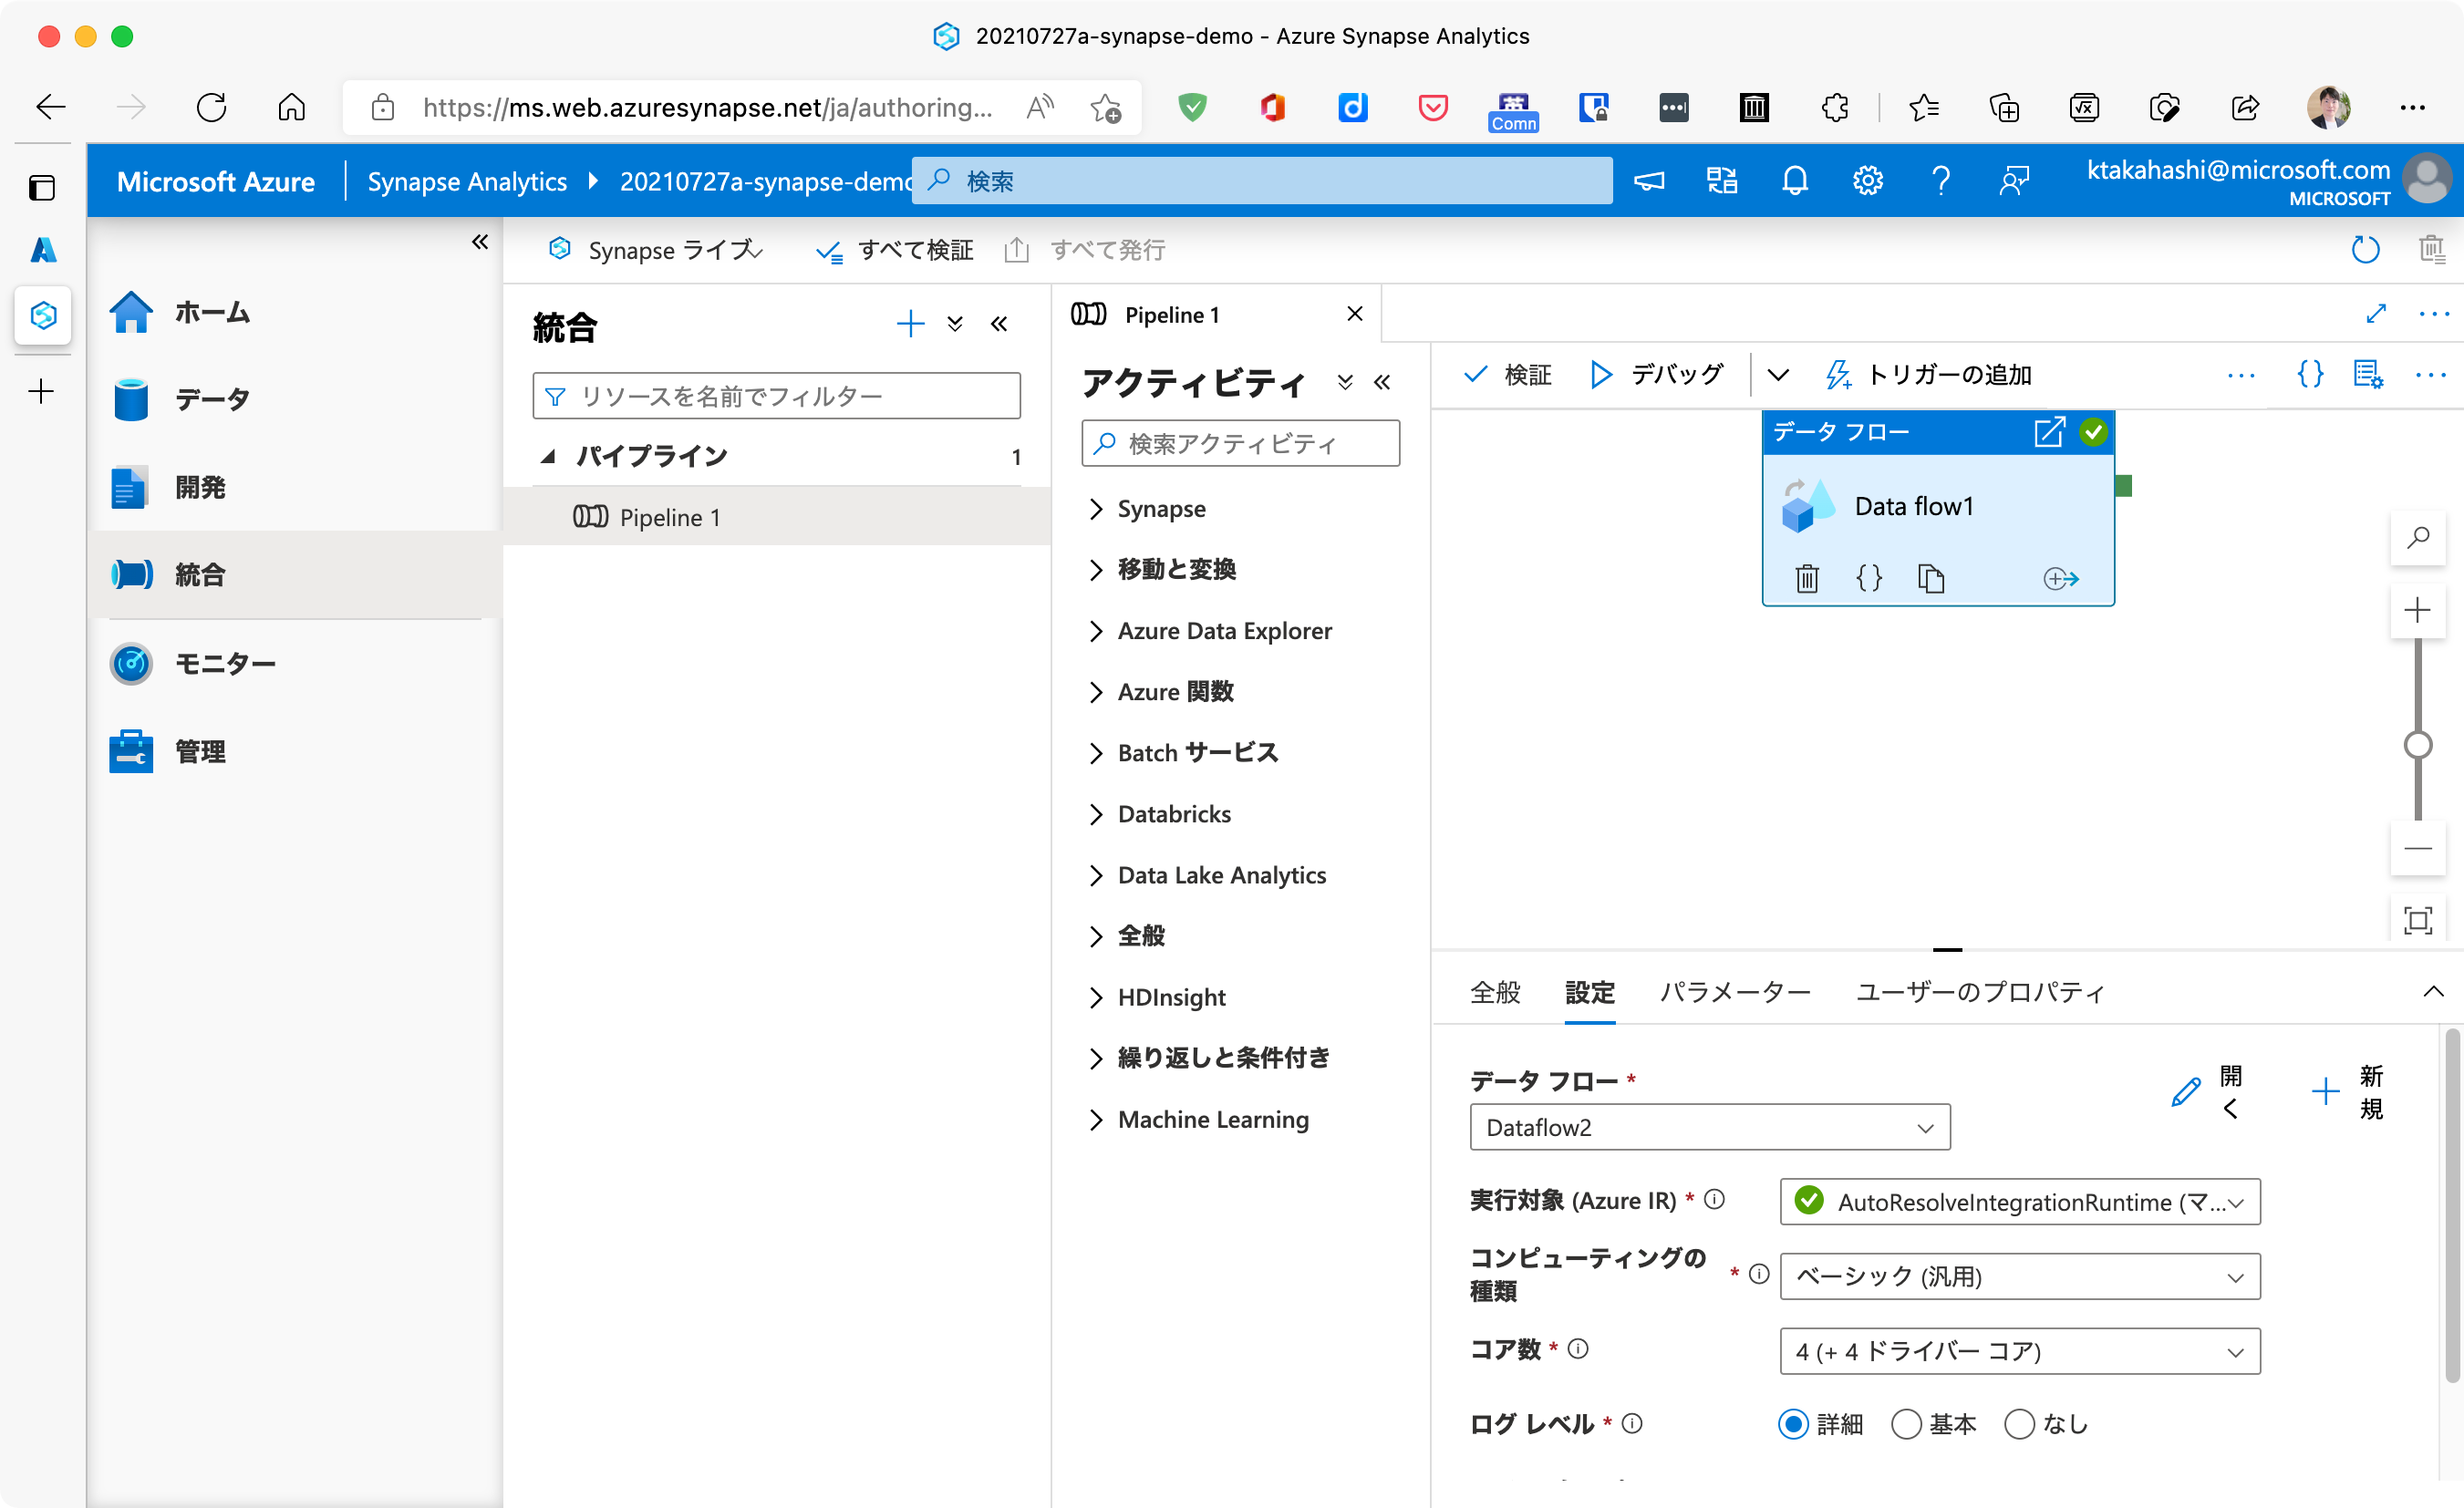 20210727a-synapse-demo - Azure Synapse Analytics
https://ms.web.azuresynapse.net/ja/authoring...
英
Comn
Microsoft Azure
Synapse Analytics
20210727a-synapse-demo
検索
ktakahashi@microsoft.com
MICROSOFT
Synapse ライブ
すべて検証
すべて発行
ホーム
データ
開発
統合
モニター
管理
統合
リソースを名前でフィルター
パイプライン
1
Pipeline 1
Pipeline 1
アクティビティ
検索アクティビティ
Synapse
移動と変換
Azure Data Explorer
Azure 関数
Batch サービス
Databricks
Data Lake Analytics
全般
HDInsight
繰り返しと条件付き
Machine Learning
検証
デバッグ
トリガーの追加
データ フロー
Data flow1
全般
設定
パラメーター
ユーザーのプロパティ
データ フロー *
Dataflow2
開
く
新
規
実行対象 (Azure IR) *
AutoResolveIntegrationRuntime (マ...
コンピューティングの
種類 *
ベーシック (汎用)
コア数 *
4 (+ 4 ドライバー コア)
ログ レベル *
詳細
基本
なし